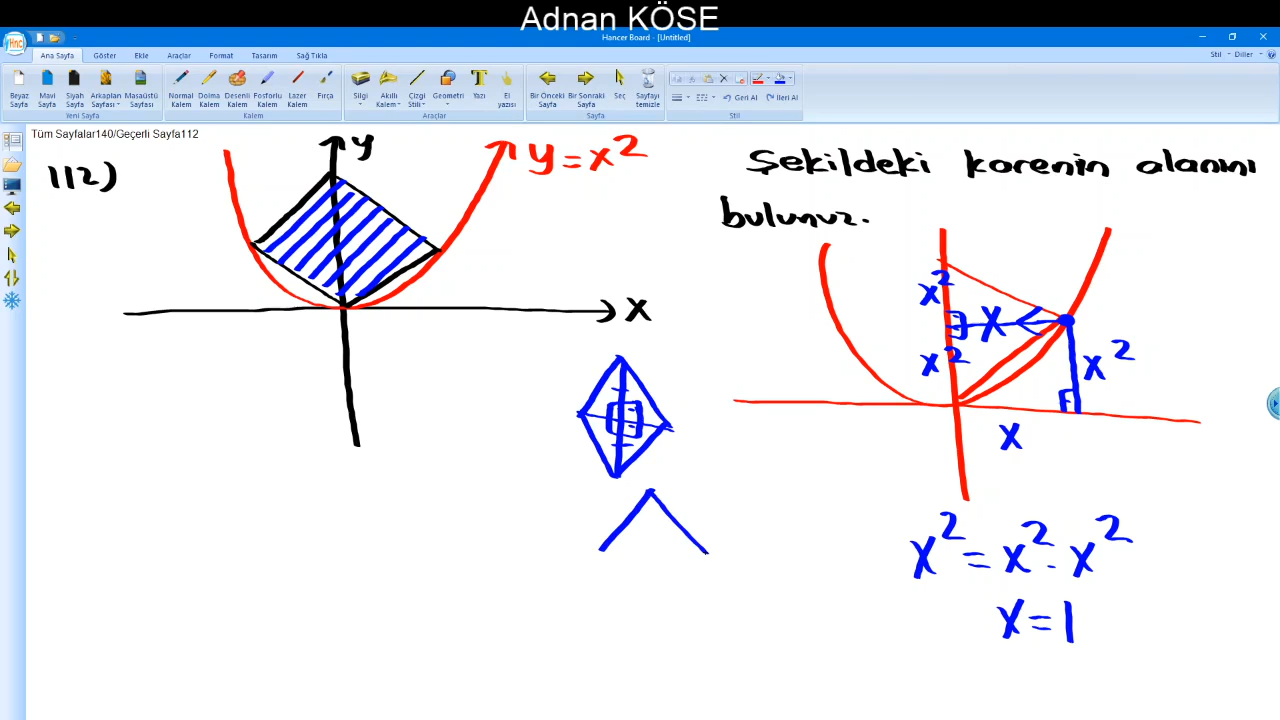 Adnan KÖSE
Hancer Board - [Untitled]
Hnc
Ana Sayfa Göster Ekle Araçlar Format Tasarım Sağ Tıkla Stil Diller
Beyaz Sayfa Mavi Sayfa Siyah Sayfa Arkaplan Sayfası Masaüstü Sayfası Normal Kalem Dolma Kalem Desenli Kalem Fosforlu Kalem Lazer Kalem Fırça Silgi Akıllı Kalem Çizgi Stili Geometri Yazı El yazısı Bir Önceki Sayfa Bir Sonraki Sayfa Seç Sayfayı temizle Geri Al İleri Al
Yeni Sayfa Kalem Araçlar Sayfa Stil
Tüm Sayfalar140/Geçerli Sayfa112
112)
y
y=x²
x
Şekildeki karenin alanını
bulunuz.
x²
x
x²
x²
x
x² = x² . x²
x=1